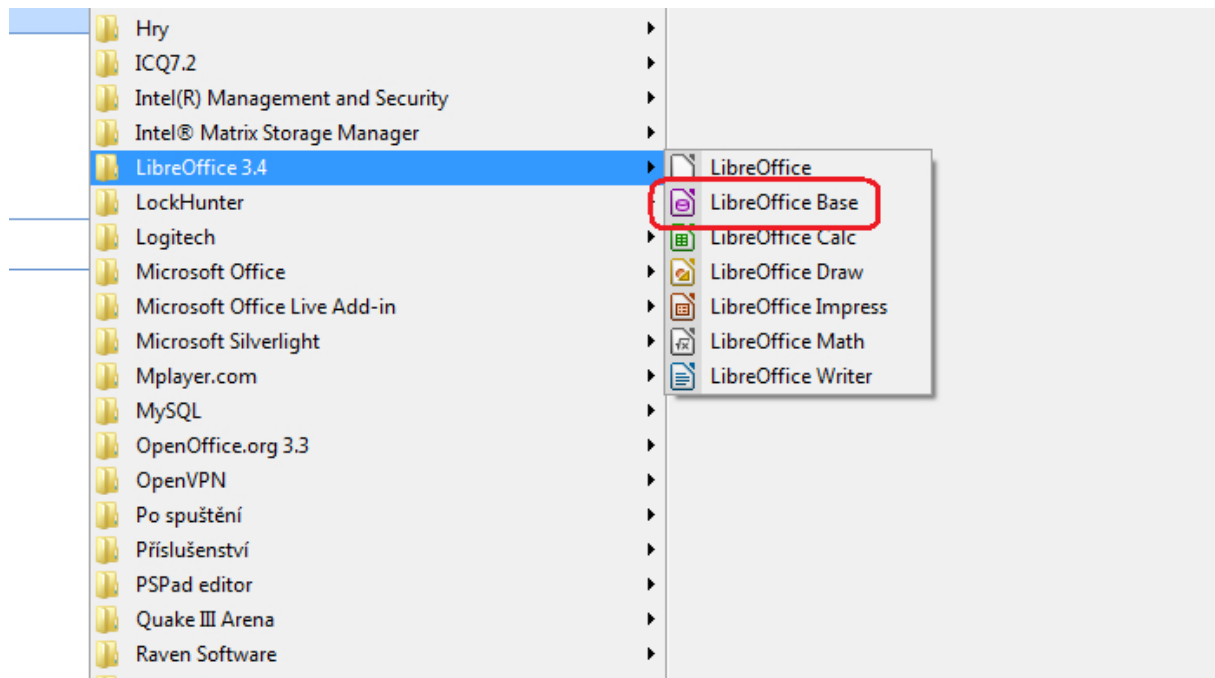 Hry
ICQ7.2
Intel(R) Management and Security
Intel® Matrix Storage Manager
LibreOffice 3.4
LockHunter
Logitech
Microsoft Office
Microsoft Office Live Add-in
Microsoft Silverlight
Mplayer.com
MySQL
OpenOffice.org 3.3
OpenVPN
Po spuštění
Příslušenství
PSPad editor
Quake III Arena
Raven Software
LibreOffice
LibreOffice Base
LibreOffice Calc
LibreOffice Draw
LibreOffice Impress
LibreOffice Math
LibreOffice Writer